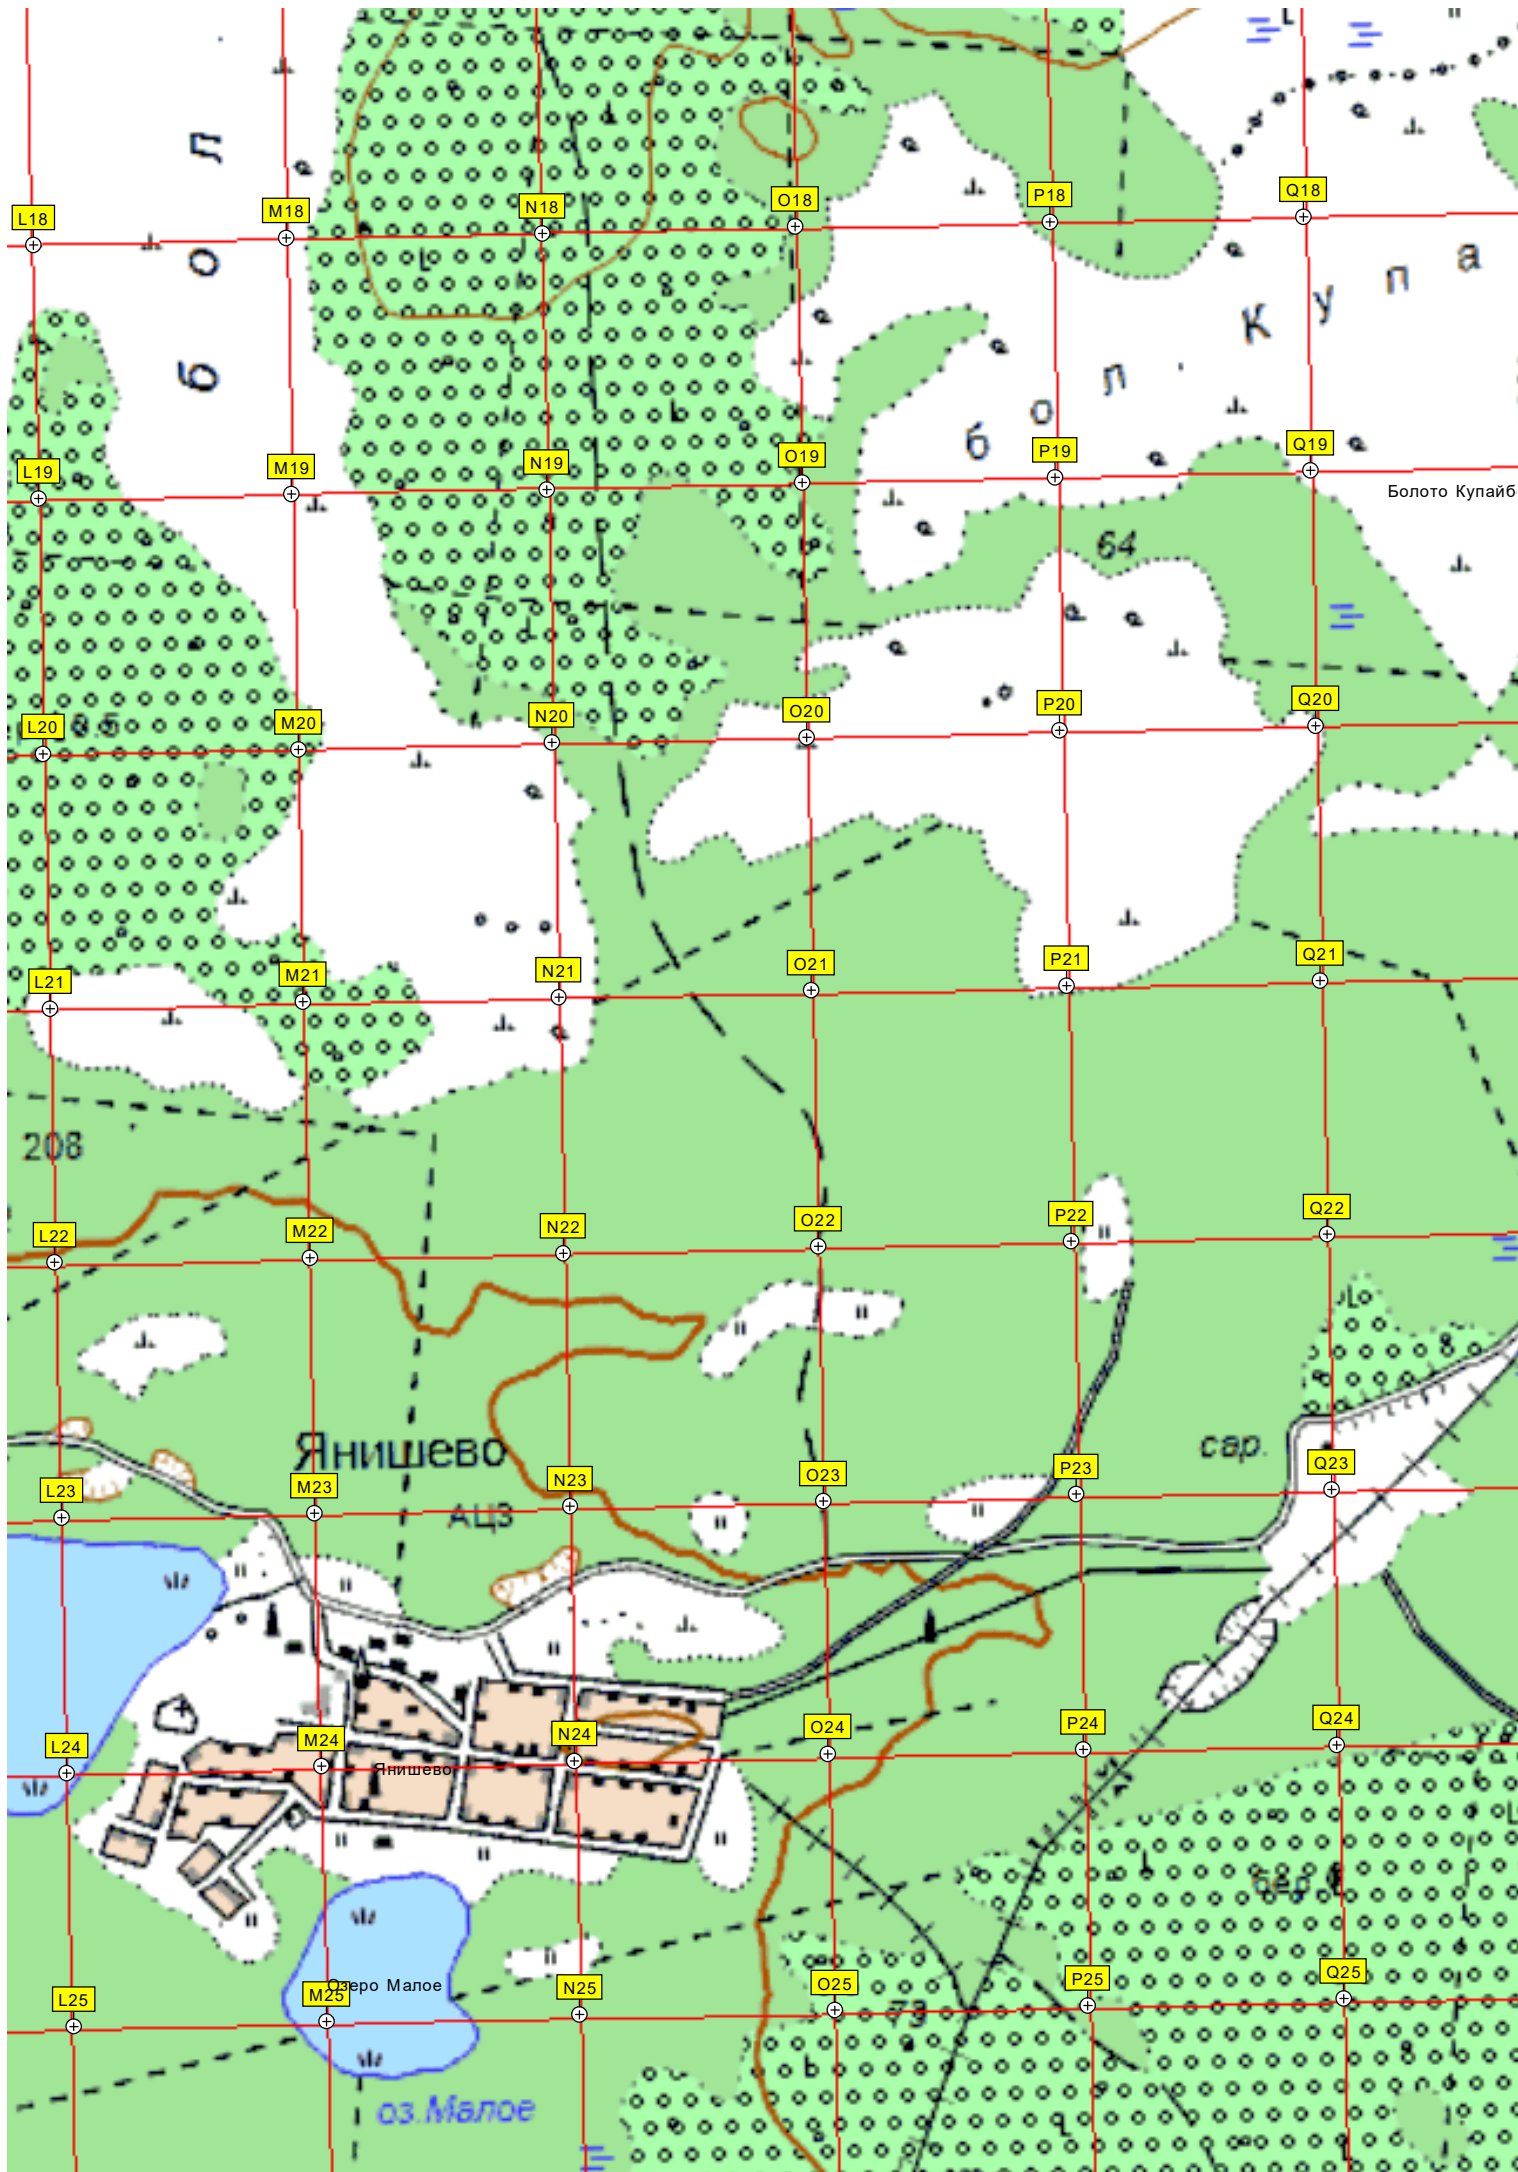 л
о
б
L18 M18 N18 O18 P18 Q18
бол. Купа
L19 M19 N19 O19 P19 Q19
Болото Купайб
64
L20 M20 N20 O20 P20 Q20
L21 M21 N21 O21 P21 Q21
208
L22 M22 N22 O22 P22 Q22
Янишево
сар.
L23 M23 N23 O23 P23 Q23
АЦЗ
L24 M24 N24 O24 P24 Q24
Янишево
бер.
L25 M25 N25 O25 P25 Q25
Озеро Малое
73
оз.Малое